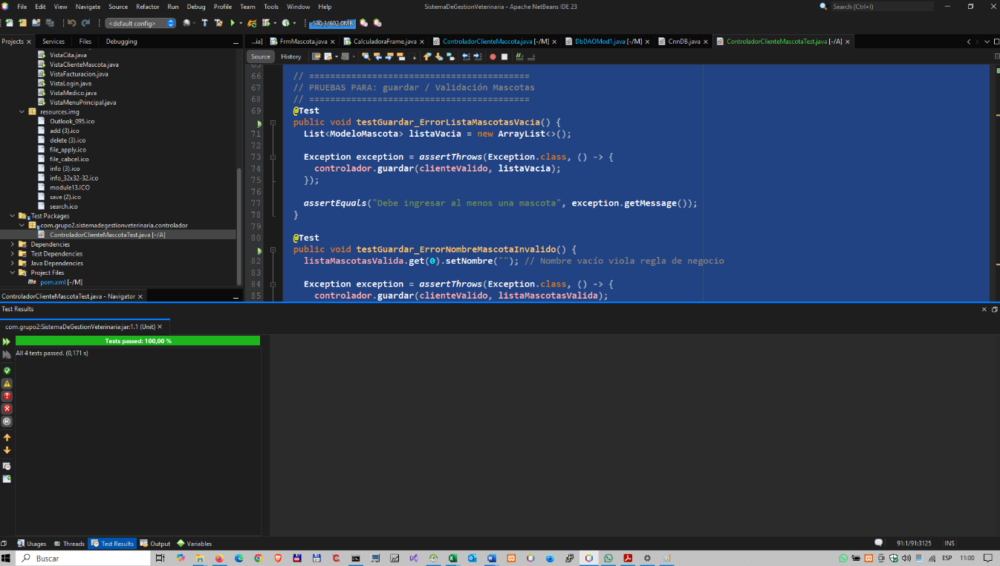 File Edit View Navigate Source Refactor Run Debug Profile Team Tools Window Help
SistemaDeGestionVeterinaria - Apache NetBeans IDE 23
Search (Ctrl+I)
<default config>
540.3/602.0MB
Projects Services Files Debugging
...ia] FrmMascota.java CalculadoraFrame.java ControladorClienteMascota.java [-/M] DbDAOMod1.java [-/M] CnnDB.java ControladorClienteMascotaTest.java [-/A]
Source History
VistaCita.java
VistaClienteMascota.java
VistaFacturacion.java
VistaLogin.java
VistaMedico.java
VistaMenuPrincipal.java
resources.img
Outlook_095.ico
add (3).ico
delete (3).ico
file_apply.ico
file_cabcel.ico
info (3).ico
info_32x32-32.ico
module13.ICO
save (2).ico
search.ico
Test Packages
com.grupo2.sistemadegestionveterinaria.controlador
ControladorClienteMascotaTest.java [-/A]
Dependencies
Test Dependencies
Java Dependencies
Project Files
pom.xml [-/M]
ControladorClienteMascotaTest.java - Navigator
65
66 // ==========================================
67 // PRUEBAS PARA: guardar / Validación Mascotas
68 // ==========================================
69 @Test
public void testGuardar_ErrorListaMascotasVacia() {
71 List<ModeloMascota> listaVacia = new ArrayList<>();
72
73 Exception exception = assertThrows(Exception.class, () -> {
74 controlador.guardar(clienteValido, listaVacia);
75 });
76
77 assertEquals("Debe ingresar al menos una mascota", exception.getMessage());
78 }
79
80 @Test
public void testGuardar_ErrorNombreMascotaInvalido() {
82 listaMascotasValida.get(0).setNombre(""); // Nombre vacío viola regla de negocio
83
84 Exception exception = assertThrows(Exception.class, () -> {
85 controlador.guardar(clienteValido, listaMascotasValida);
Test Results
com.grupo2:SistemaDeGestionVeterinaria:jar:1.1 (Unit)
Tests passed: 100,00 %
All 4 tests passed. (0,171 s)
Usages Threads Test Results Output Variables
91:1/91:3125 INS
Buscar
ESP 11:00